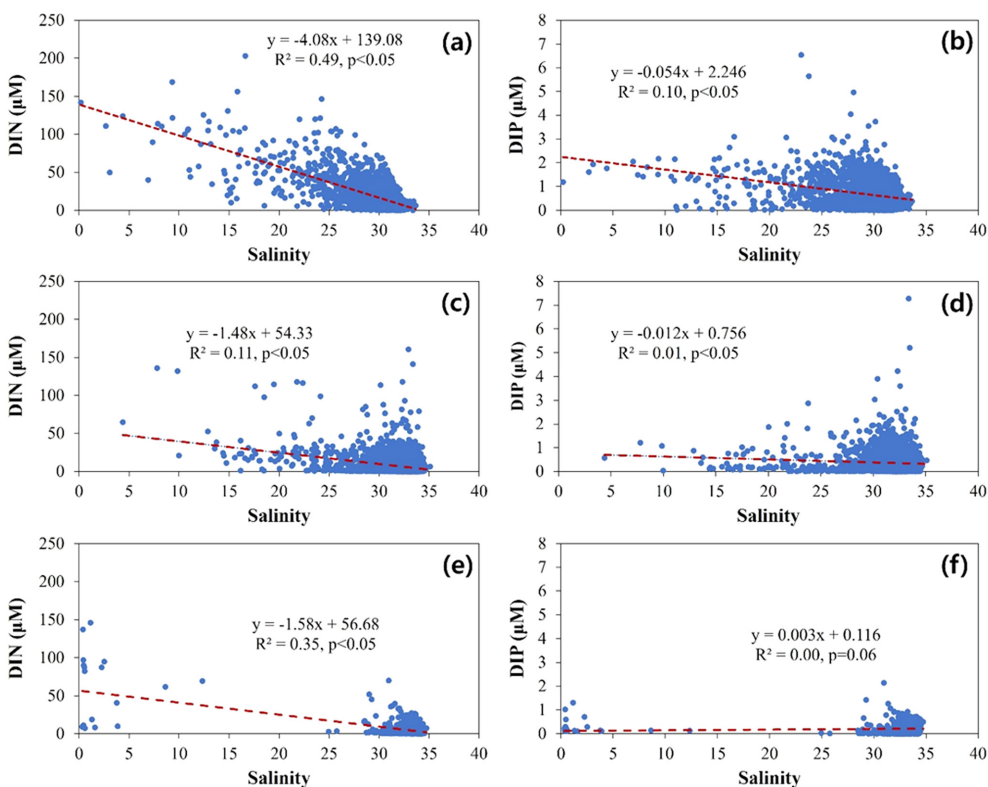 (a)
y = -4.08x + 139.08
R² = 0.49, p<0.05
DIN (μM)
250
200
150
100
50
0
0 5 10 15 20 25 30 35 40
Salinity
(b)
y = -0.054x + 2.246
R² = 0.10, p<0.05
DIP (μM)
8
7
6
5
4
3
2
1
0
0 5 10 15 20 25 30 35 40
Salinity
(c)
y = -1.48x + 54.33
R² = 0.11, p<0.05
DIN (μM)
250
200
150
100
50
0
0 5 10 15 20 25 30 35 40
Salinity
(d)
y = -0.012x + 0.756
R² = 0.01, p<0.05
DIP (μM)
8
7
6
5
4
3
2
1
0
0 5 10 15 20 25 30 35 40
Salinity
(e)
y = -1.58x + 56.68
R² = 0.35, p<0.05
DIN (μM)
250
200
150
100
50
0
0 5 10 15 20 25 30 35 40
Salinity
(f)
y = 0.003x + 0.116
R² = 0.00, p=0.06
DIP (μM)
8
7
6
5
4
3
2
1
0
0 5 10 15 20 25 30 35 40
Salinity